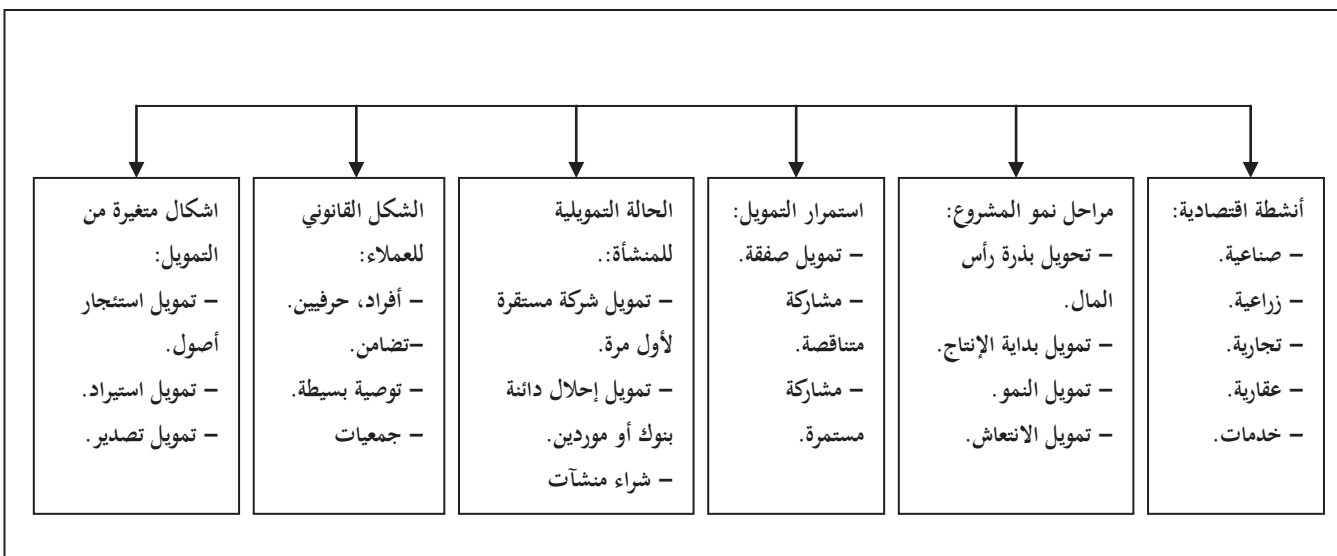 أنشطة اقتصادية:
– صناعية.
– زراعية.
– تجارية.
– عقارية.
– خدمات.
مراحل نمو المشروع:
– تحويل بذرة رأس
المال.
– تمويل بداية الإنتاج.
– تمويل النمو.
– تمويل الانتعاش.
استمرار التمويل:
– تمويل صفقة.
– مشاركة
متناقصة.
– مشاركة
مستمرة.
الحالة التمويلية
للمنشأة:.
– تمويل شركة مستقرة
لأول مرة.
– تمويل إحلال دائنة
بنوك أو موردين.
– شراء منشآت
الشكل القانوني
للعملاء:
– أفراد، حرفيين.
–تضامن.
– توصية بسيطة.
– جمعيات
اشكال متغيرة من
التمويل:
– تمويل استئجار
أصول.
– تمويل استيراد.
– تمويل تصدير.